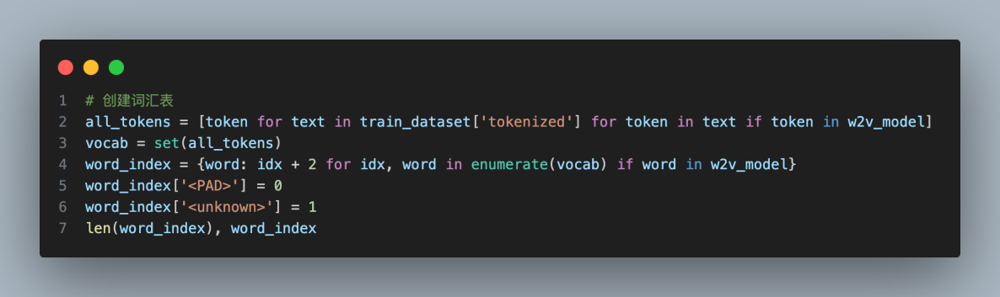 1 # 创建词汇表
2 all_tokens = [token for text in train_dataset['tokenized'] for token in text if token in w2v_model]
3 vocab = set(all_tokens)
4 word_index = {word: idx + 2 for idx, word in enumerate(vocab) if word in w2v_model}
5 word_index['<PAD>'] = 0
6 word_index['<unknown>'] = 1
7 len(word_index), word_index